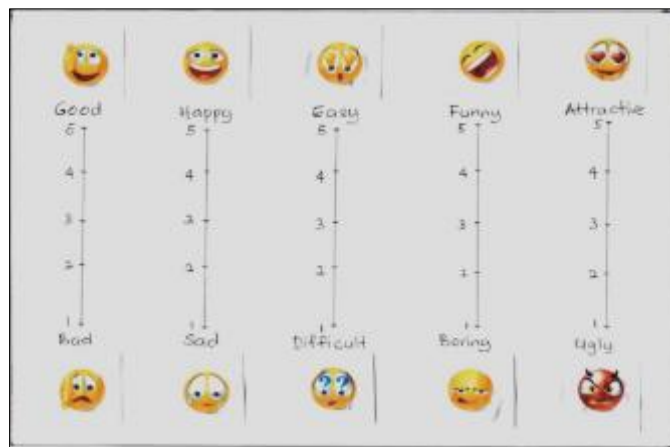 Good Happy Easy Funny Attractive
5 5 5 5 5
4 4 4 4 4
3 3 3 3 3
2 2 2 2 2
1 1 1 1 1
Bad Sad Difficult Boring Ugly